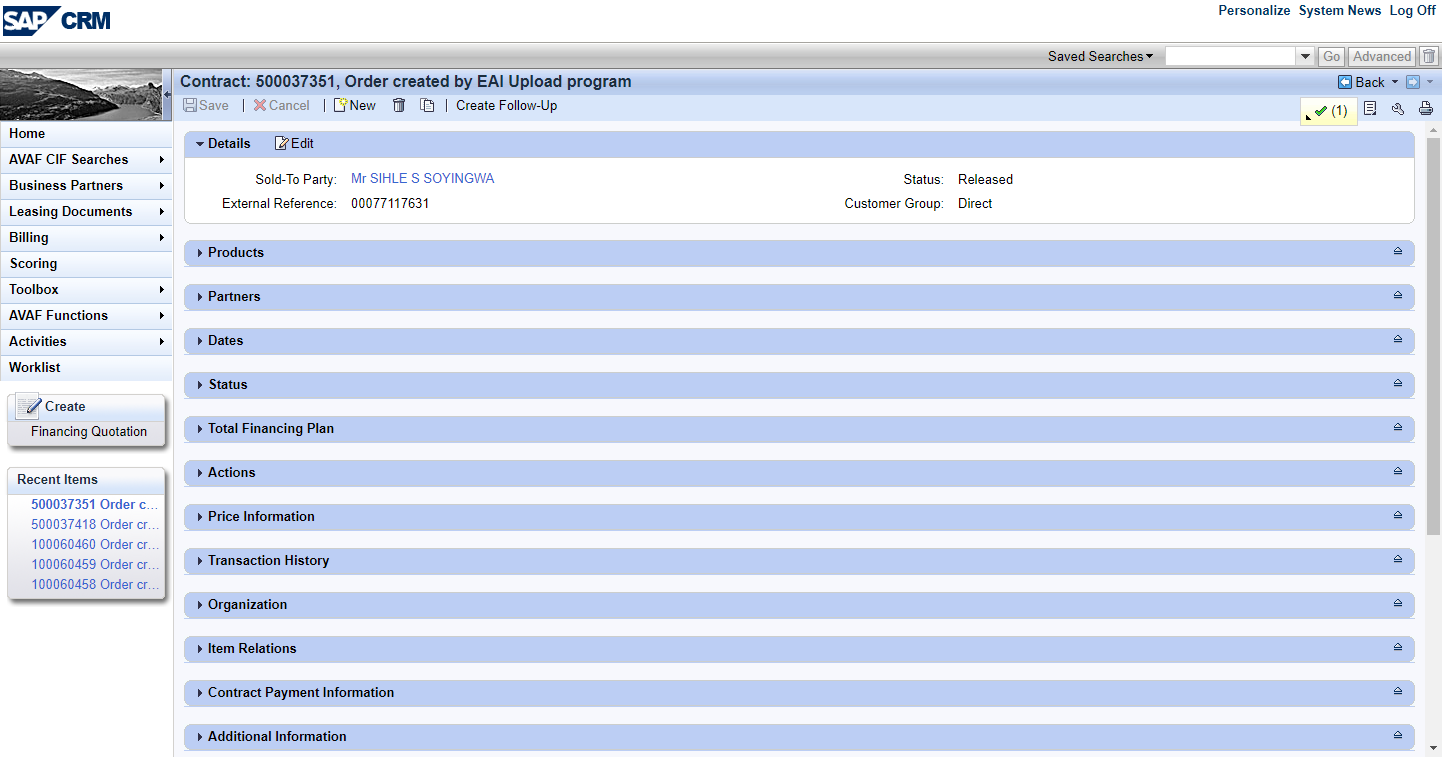 SAP CRM
Personalize System News Log Off
Saved Searches Go Advanced
Contract: 500037351, Order created by EAI Upload program
Back
Save | Cancel | New | Create Follow-Up
(1)
Home
AVAF CIF Searches
Business Partners
Leasing Documents
Billing
Scoring
Toolbox
AVAF Functions
Activities
Worklist
Create
Financing Quotation
Recent Items
500037351 Order c...
500037418 Order cr...
100060460 Order cr...
100060459 Order cr...
100060458 Order cr...
Details Edit
Sold-To Party: Mr SIHLE S SOYINGWA Status: Released
External Reference: 00077117631 Customer Group: Direct
Products
Partners
Dates
Status
Total Financing Plan
Actions
Price Information
Transaction History
Organization
Item Relations
Contract Payment Information
Additional Information